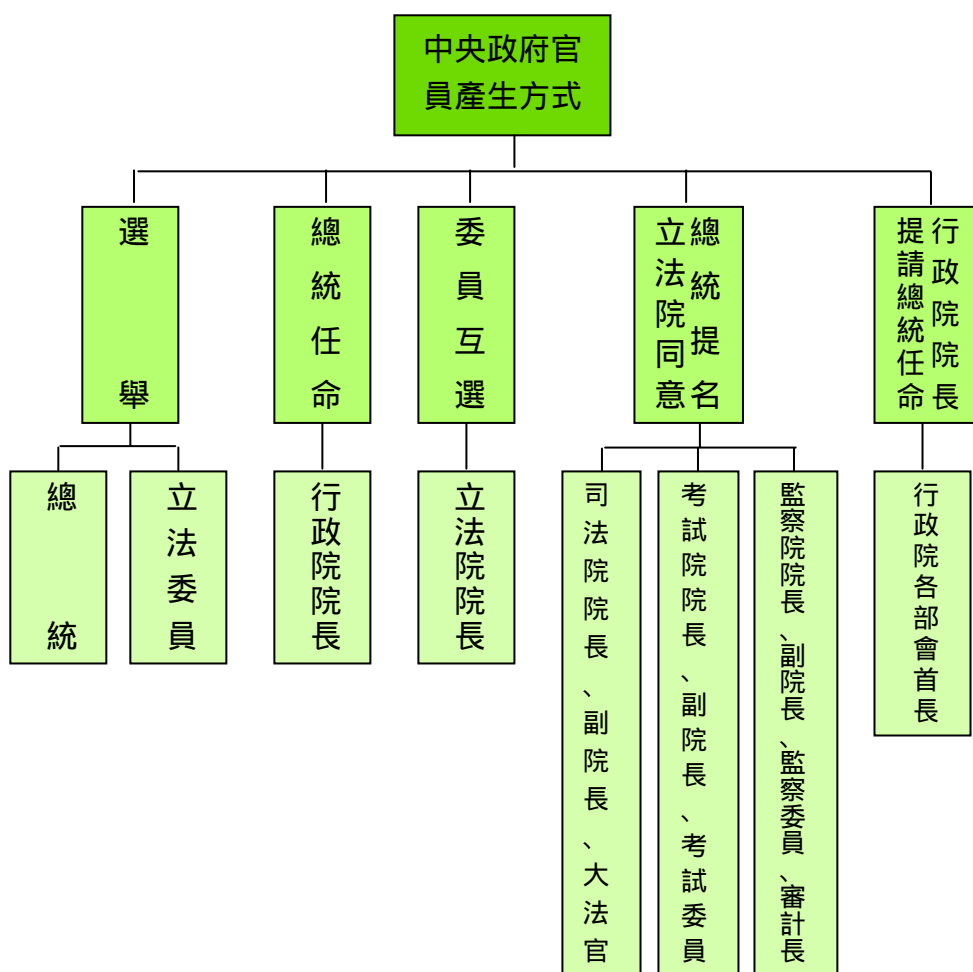 中央政府官
員產生方式
選舉
總統任命
委員互選
總統提名
立法院同意
行政院院長
提請總統任命
總統
立法委員
行政院院長
立法院院長
司法院院長、副院長、大法官
考試院院長、副院長、考試委員
監察院院長、副院長、監察委員、審計長
行政院各部會首長